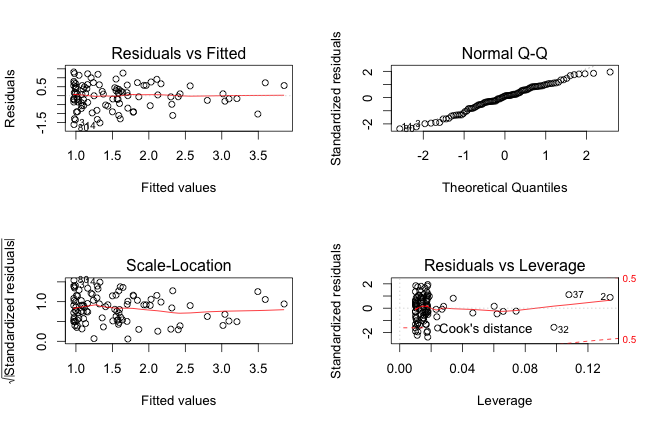 Residuals vs Fitted
Residuals
0.5
-1.5
80
1.0
1.5
2.0
2.5
3.0
3.5
Fitted values
Normal Q-Q
Standardized residuals
2
0
-2
-2
-1
0
1
2
Theoretical Quantiles
Scale-Location
√|Standardized residuals|
1.0
0.0
80
1.0
1.5
2.0
2.5
3.0
3.5
Fitted values
Residuals vs Leverage
Standardized residuals
2
0
-2
37
2
32
Cook's distance
0.5
0.5
0.00
0.04
0.08
0.12
Leverage